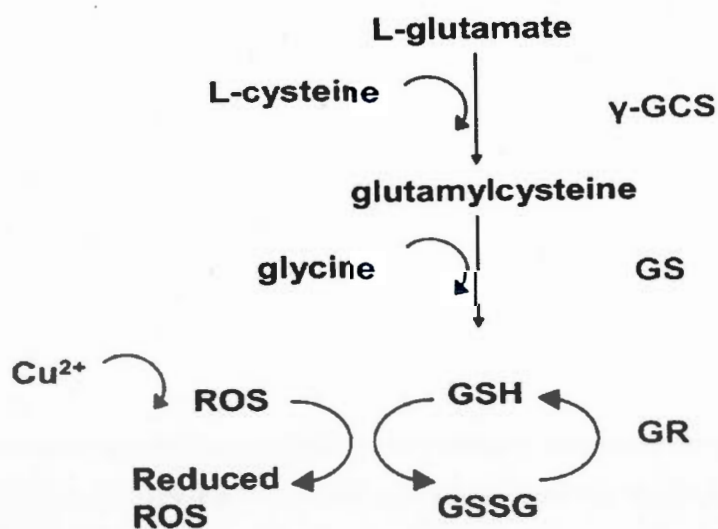 L-glutamate
L-cysteine
γ-GCS
glutamylcysteine
glycine
GS
Cu²⁺
ROS
GSH
GR
Reduced
ROS
GSSG